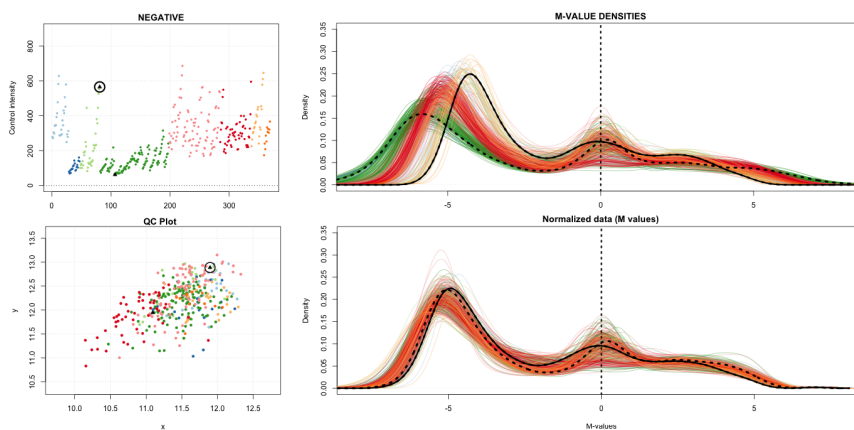 NEGATIVE
Control intensity
0 200 400 600 800
0 100 200 300
M-VALUE DENSITIES
Density
0.00 0.05 0.10 0.15 0.20 0.25 0.30 0.35
-5 0 5
QC Plot
y
10.5 11.0 11.5 12.0 12.5 13.0 13.5
10.0 10.5 11.0 11.5 12.0 12.5
x
Normalized data (M values)
Density
0.00 0.05 0.10 0.15 0.20 0.25 0.30 0.35
-5 0 5
M-values